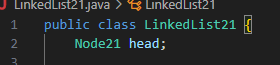 LinkedList21.java > LinkedList21
1 public class LinkedList21 {
2 Node21 head;